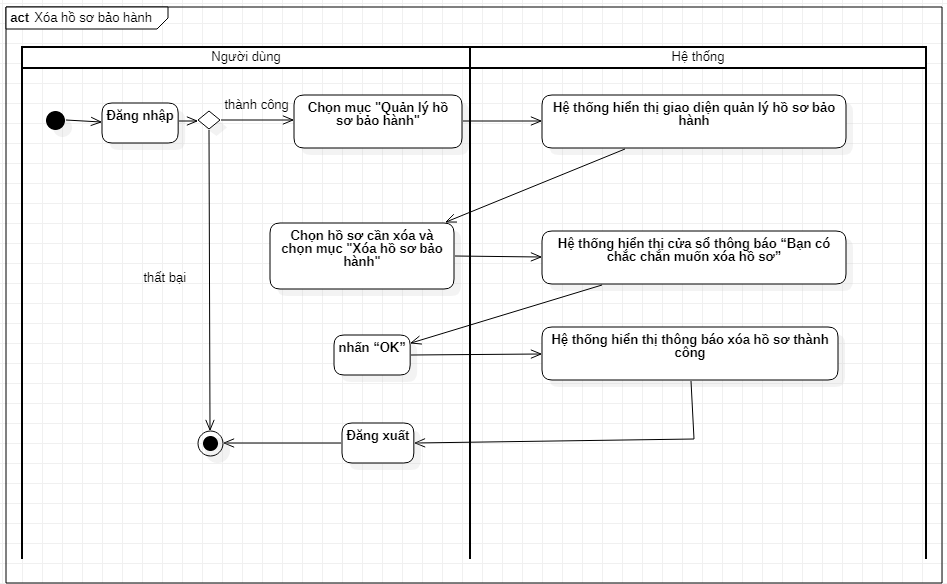 act Xóa hồ sơ bảo hành
Người dùng
Hệ thống
Đăng nhập
thành công
Chọn mục "Quản lý hồ
sơ bảo hành"
Hệ thống hiển thị giao diện quản lý hồ sơ bảo
hành
Chọn hồ sơ cần xóa và
chọn mục "Xóa hồ sơ bảo
hành"
Hệ thống hiển thị cửa sổ thông báo “Bạn có
chắc chắn muốn xóa hồ sơ”
thất bại
nhấn “OK”
Hệ thống hiển thị thông báo xóa hồ sơ thành
công
Đăng xuất